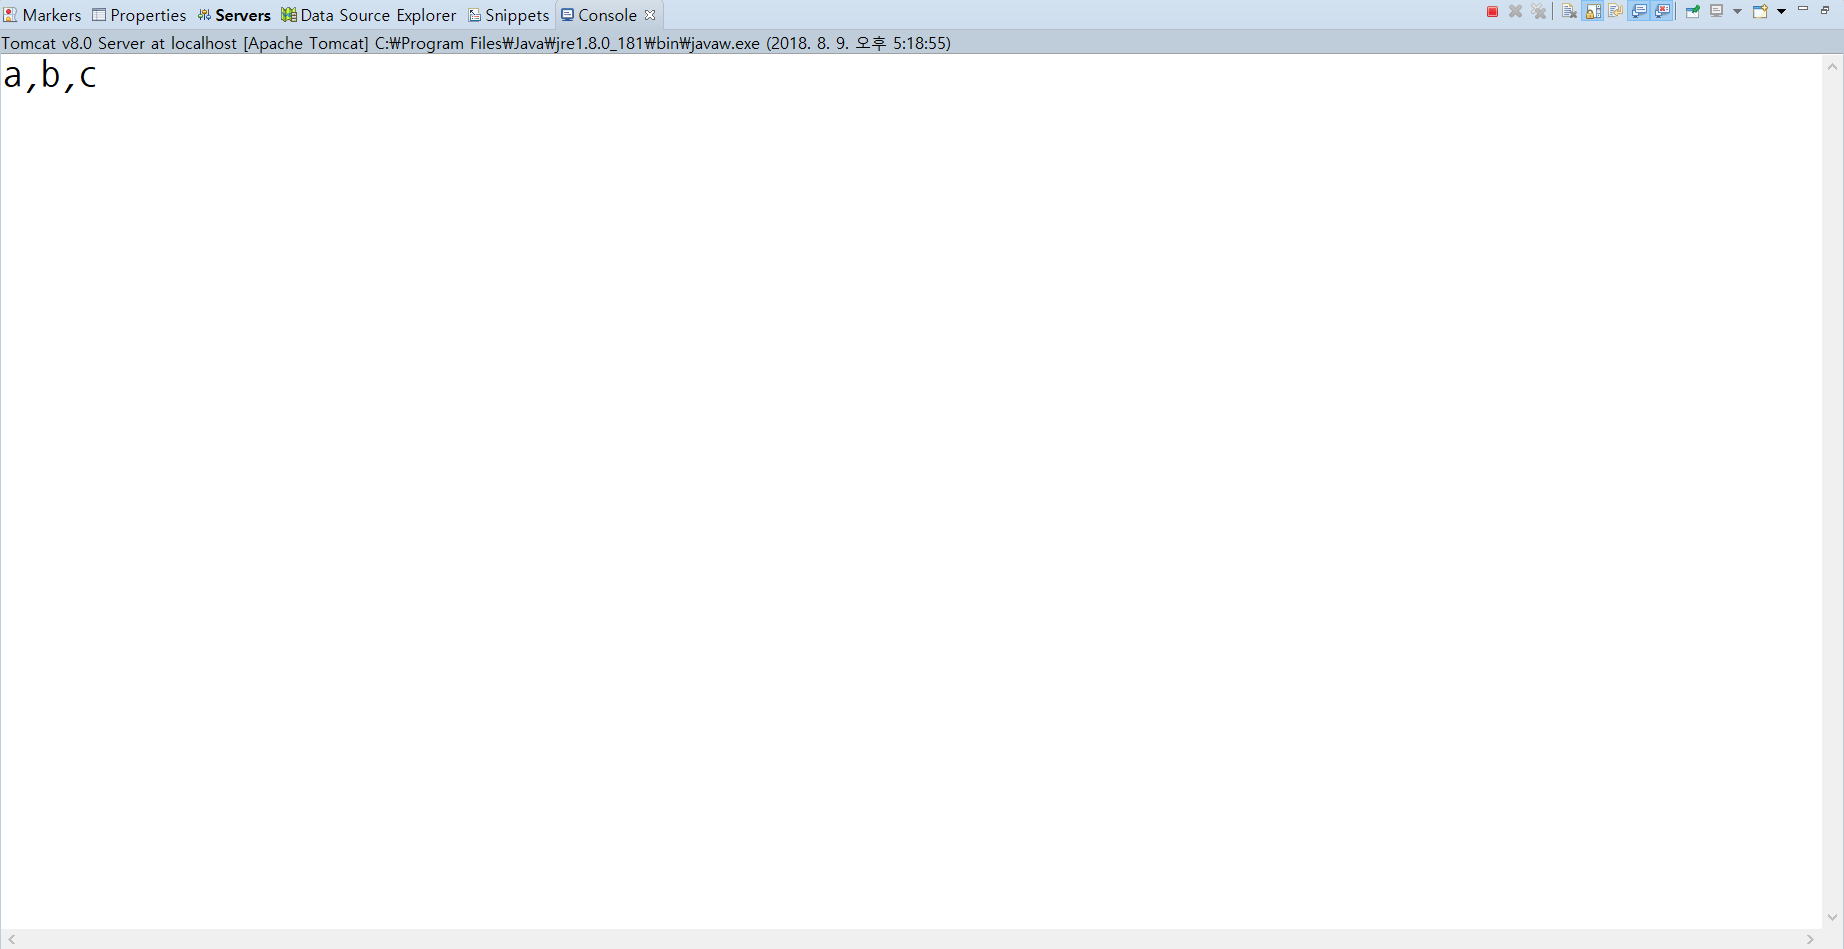 Markers Properties Servers Data Source Explorer Snippets Console
Tomcat v8.0 Server at localhost [Apache Tomcat] C:₩Program Files₩Java₩jre1.8.0_181₩bin₩javaw.exe (2018. 8. 9. 오후 5:18:55)
a,b,c